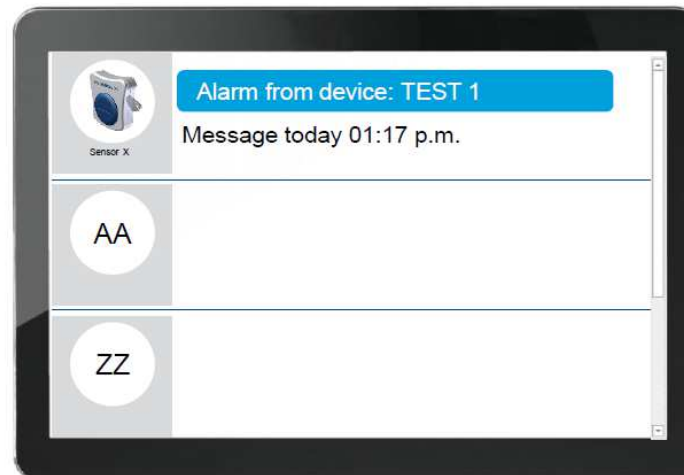 Alarm from device: TEST 1
Message today 01:17 p.m.
Sensor X
AA
ZZ